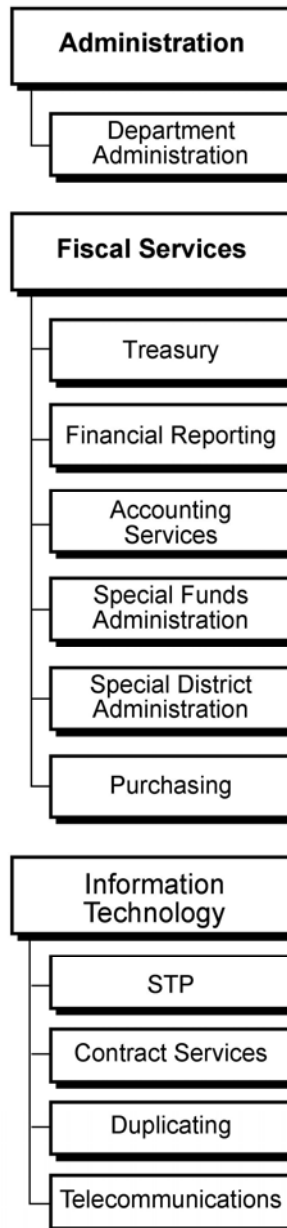 Administration
Department
Administration
Fiscal Services
Treasury
Financial Reporting
Accounting
Services
Special Funds
Administration
Special District
Administration
Purchasing
Information
Technology
STP
Contract Services
Duplicating
Telecommunications